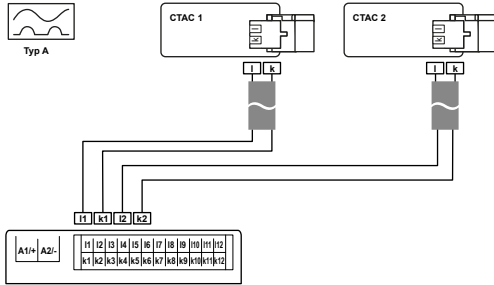 CTAC 1
CTAC 2
k l
k l
Typ A
l k
l k
l1 k1 l2 k2
A1/+ A2/-
l1 l2 l3 l4 l5 l6 l7 l8 l9 l10 l11 l12
k1 k2 k3 k4 k5 k6 k7 k8 k9 k10 k11 k12